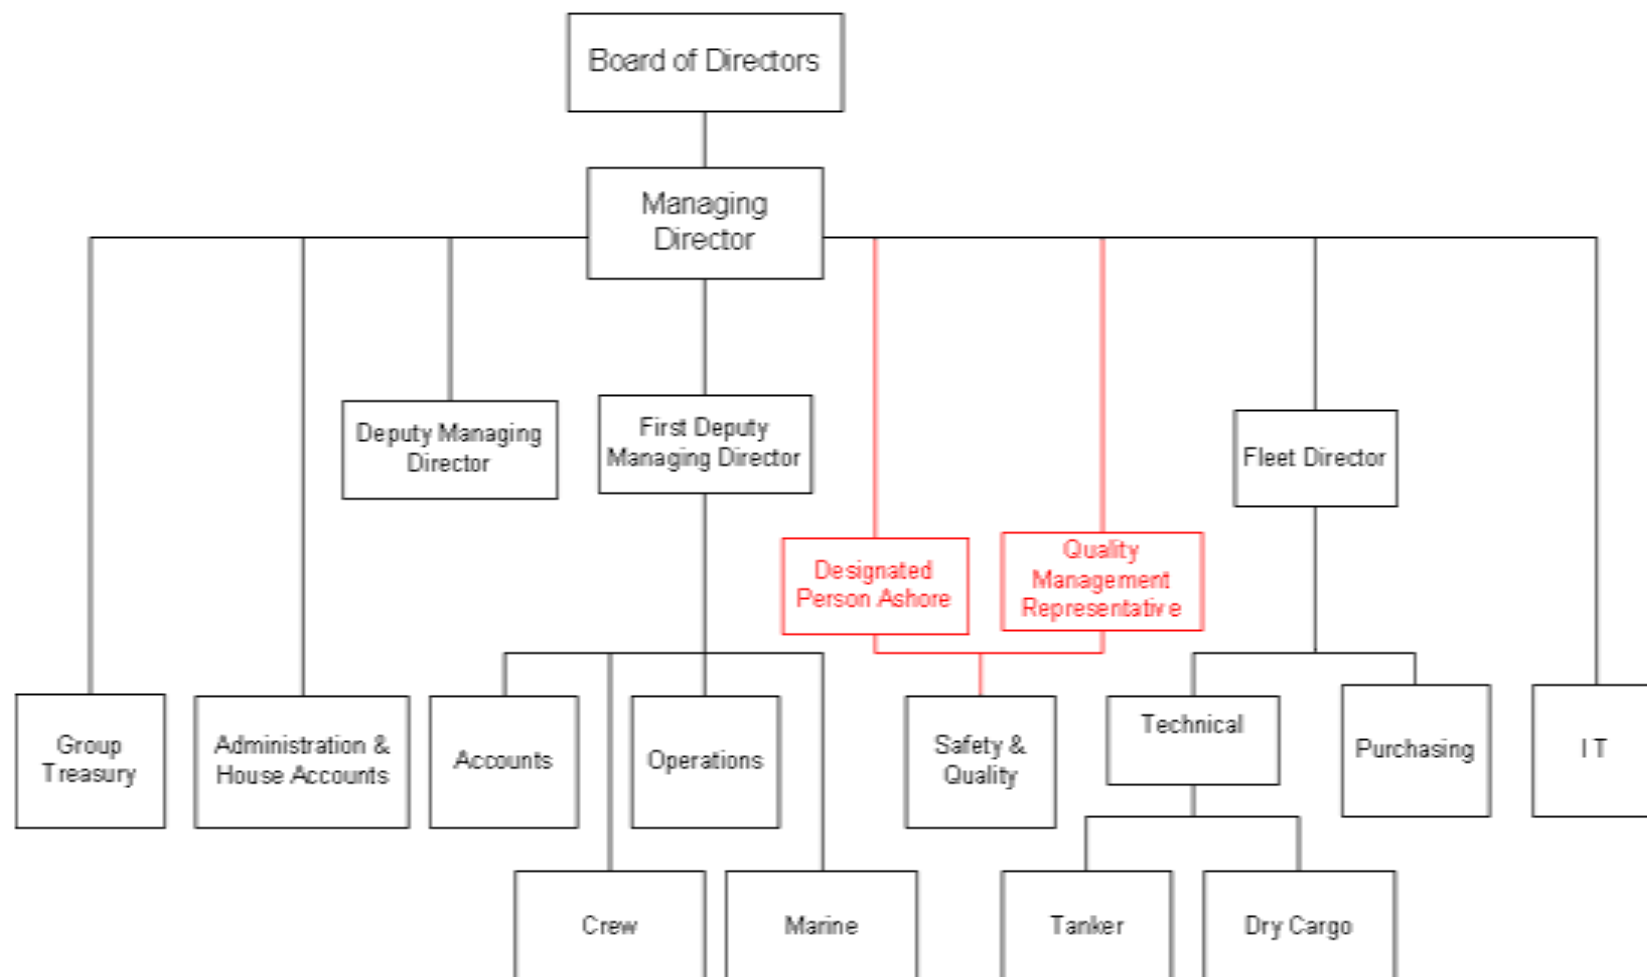 Board of Directors
Managing
Director
Deputy Managing
Director
First Deputy
Managing Director
Fleet Director
Designated
Person Ashore
Quality
Management
Representative
Group
Treasury
Administration &
House Accounts
Accounts
Operations
Safety &
Quality
Technical
Purchasing
I T
Crew
Marine
Tanker
Dry Cargo